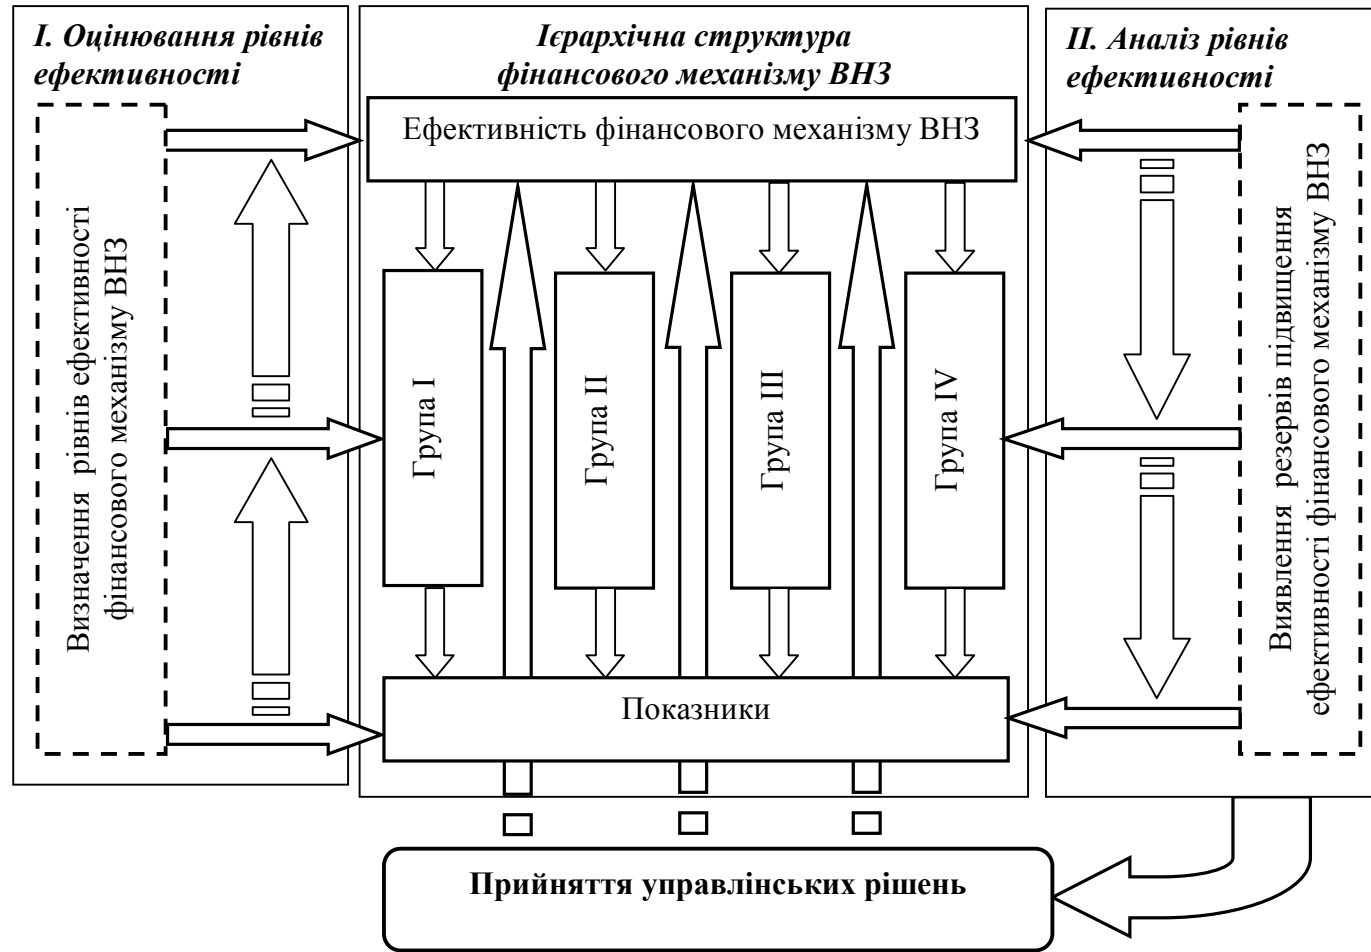 I. Оцінювання рівнів
ефективності
Визначення рівнів ефективності
фінансового механізму ВНЗ
Ієрархічна структура
фінансового механізму ВНЗ
Ефективність фінансового механізму ВНЗ
Група I
Група II
Група III
Група IV
Показники
II. Аналіз рівнів
ефективності
Виявлення резервів підвищення
ефективності фінансового механізму ВНЗ
Прийняття управлінських рішень